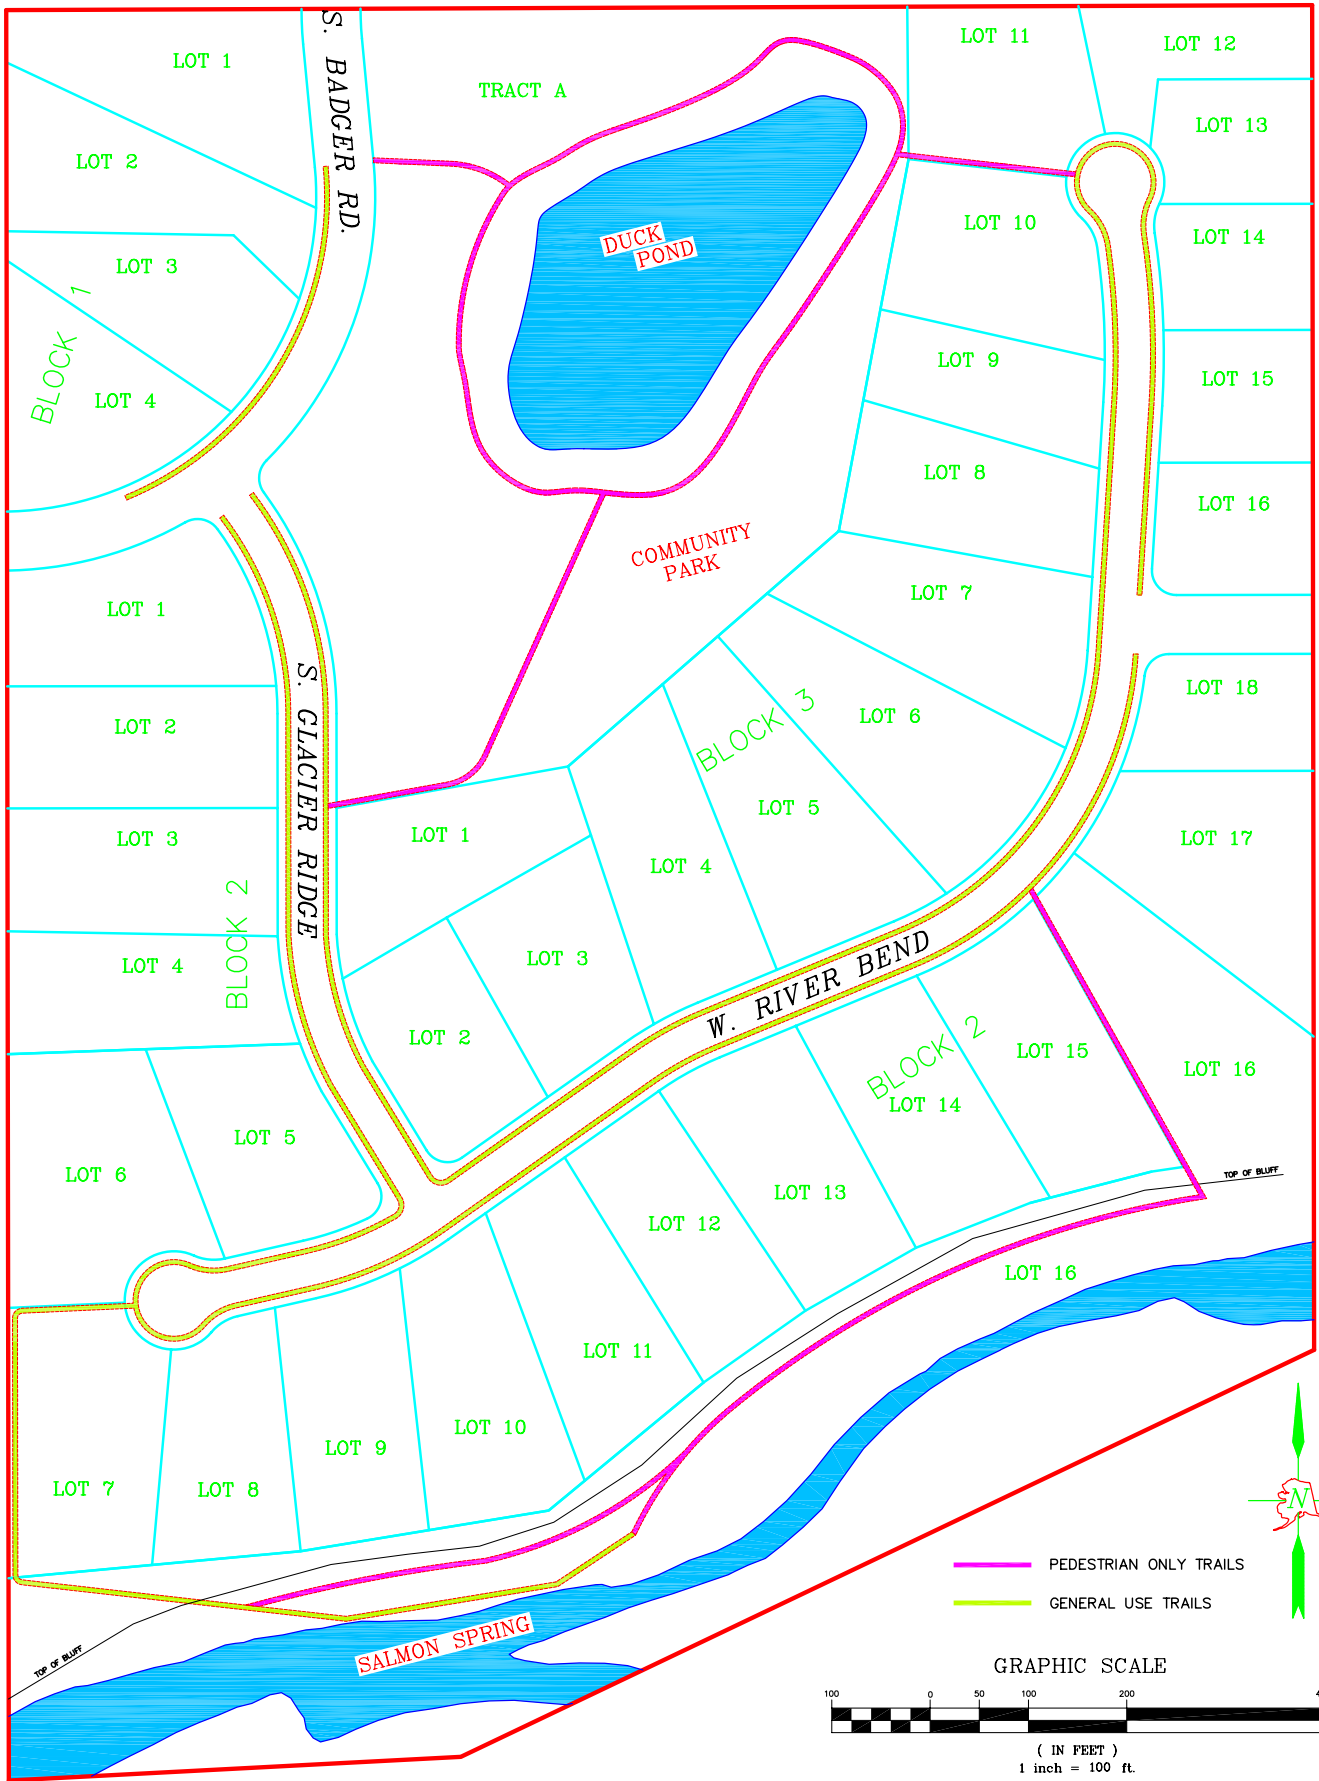 LOT 1
S. BADGER RD.
TRACT A
LOT 11
LOT 12
LOT 13
LOT 2
LOT 10
LOT 14
DUCK
POND
LOT 3
BLOCK 1
LOT 4
LOT 9
LOT 15
LOT 8
LOT 16
COMMUNITY
PARK
LOT 7
LOT 1
S. GLACIER RIDGE
LOT 2
LOT 18
BLOCK 3
LOT 6
LOT 5
LOT 3
LOT 1
LOT 4
LOT 17
BLOCK 2
LOT 4
LOT 3
W. RIVER BEND
LOT 2
BLOCK 2
LOT 15
LOT 16
LOT 14
LOT 5
LOT 6
LOT 13
TOP OF BLUFF
LOT 12
LOT 16
LOT 11
LOT 10
LOT 9
LOT 7
LOT 8
N
PEDESTRIAN ONLY TRAILS
GENERAL USE TRAILS
SALMON SPRING
TOP OF BLUFF
GRAPHIC SCALE
100 0 50 100 200 4
( IN FEET )
1 inch = 100 ft.